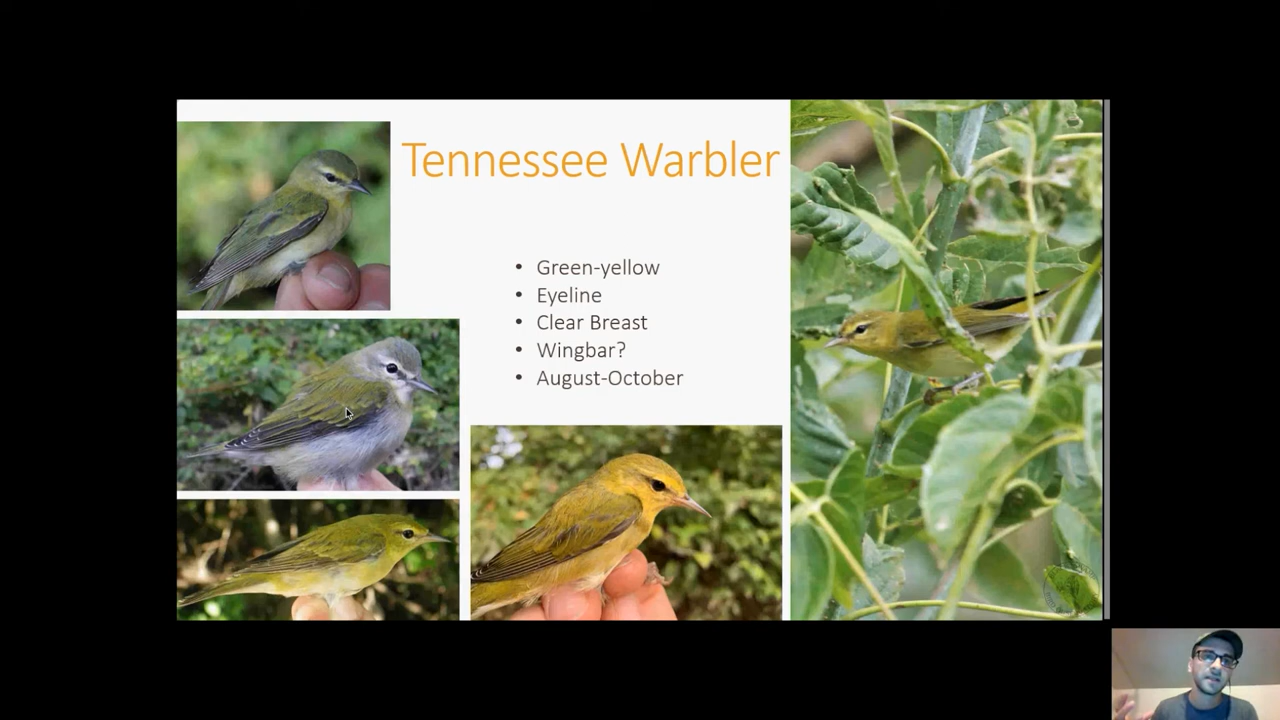 Tennessee Warbler
• Green-yellow
• Eyeline
• Clear Breast
• Wingbar?
• August-October